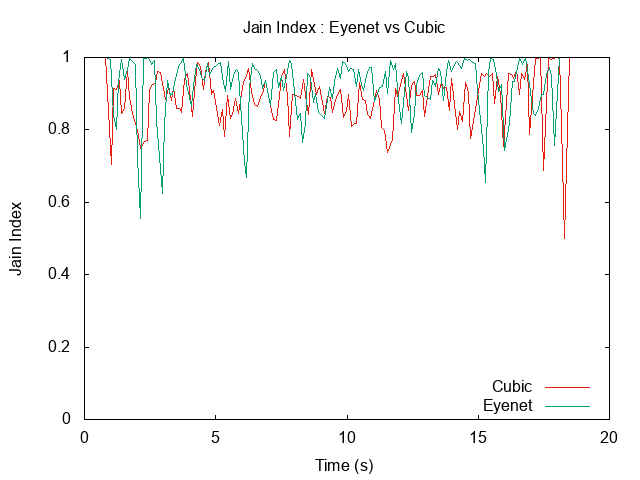 Jain Index : Eyenet vs Cubic
1
0.8
0.6
0.4
0.2
0
Jain Index
Cubic
Eyenet
0 5 10 15 20
Time (s)